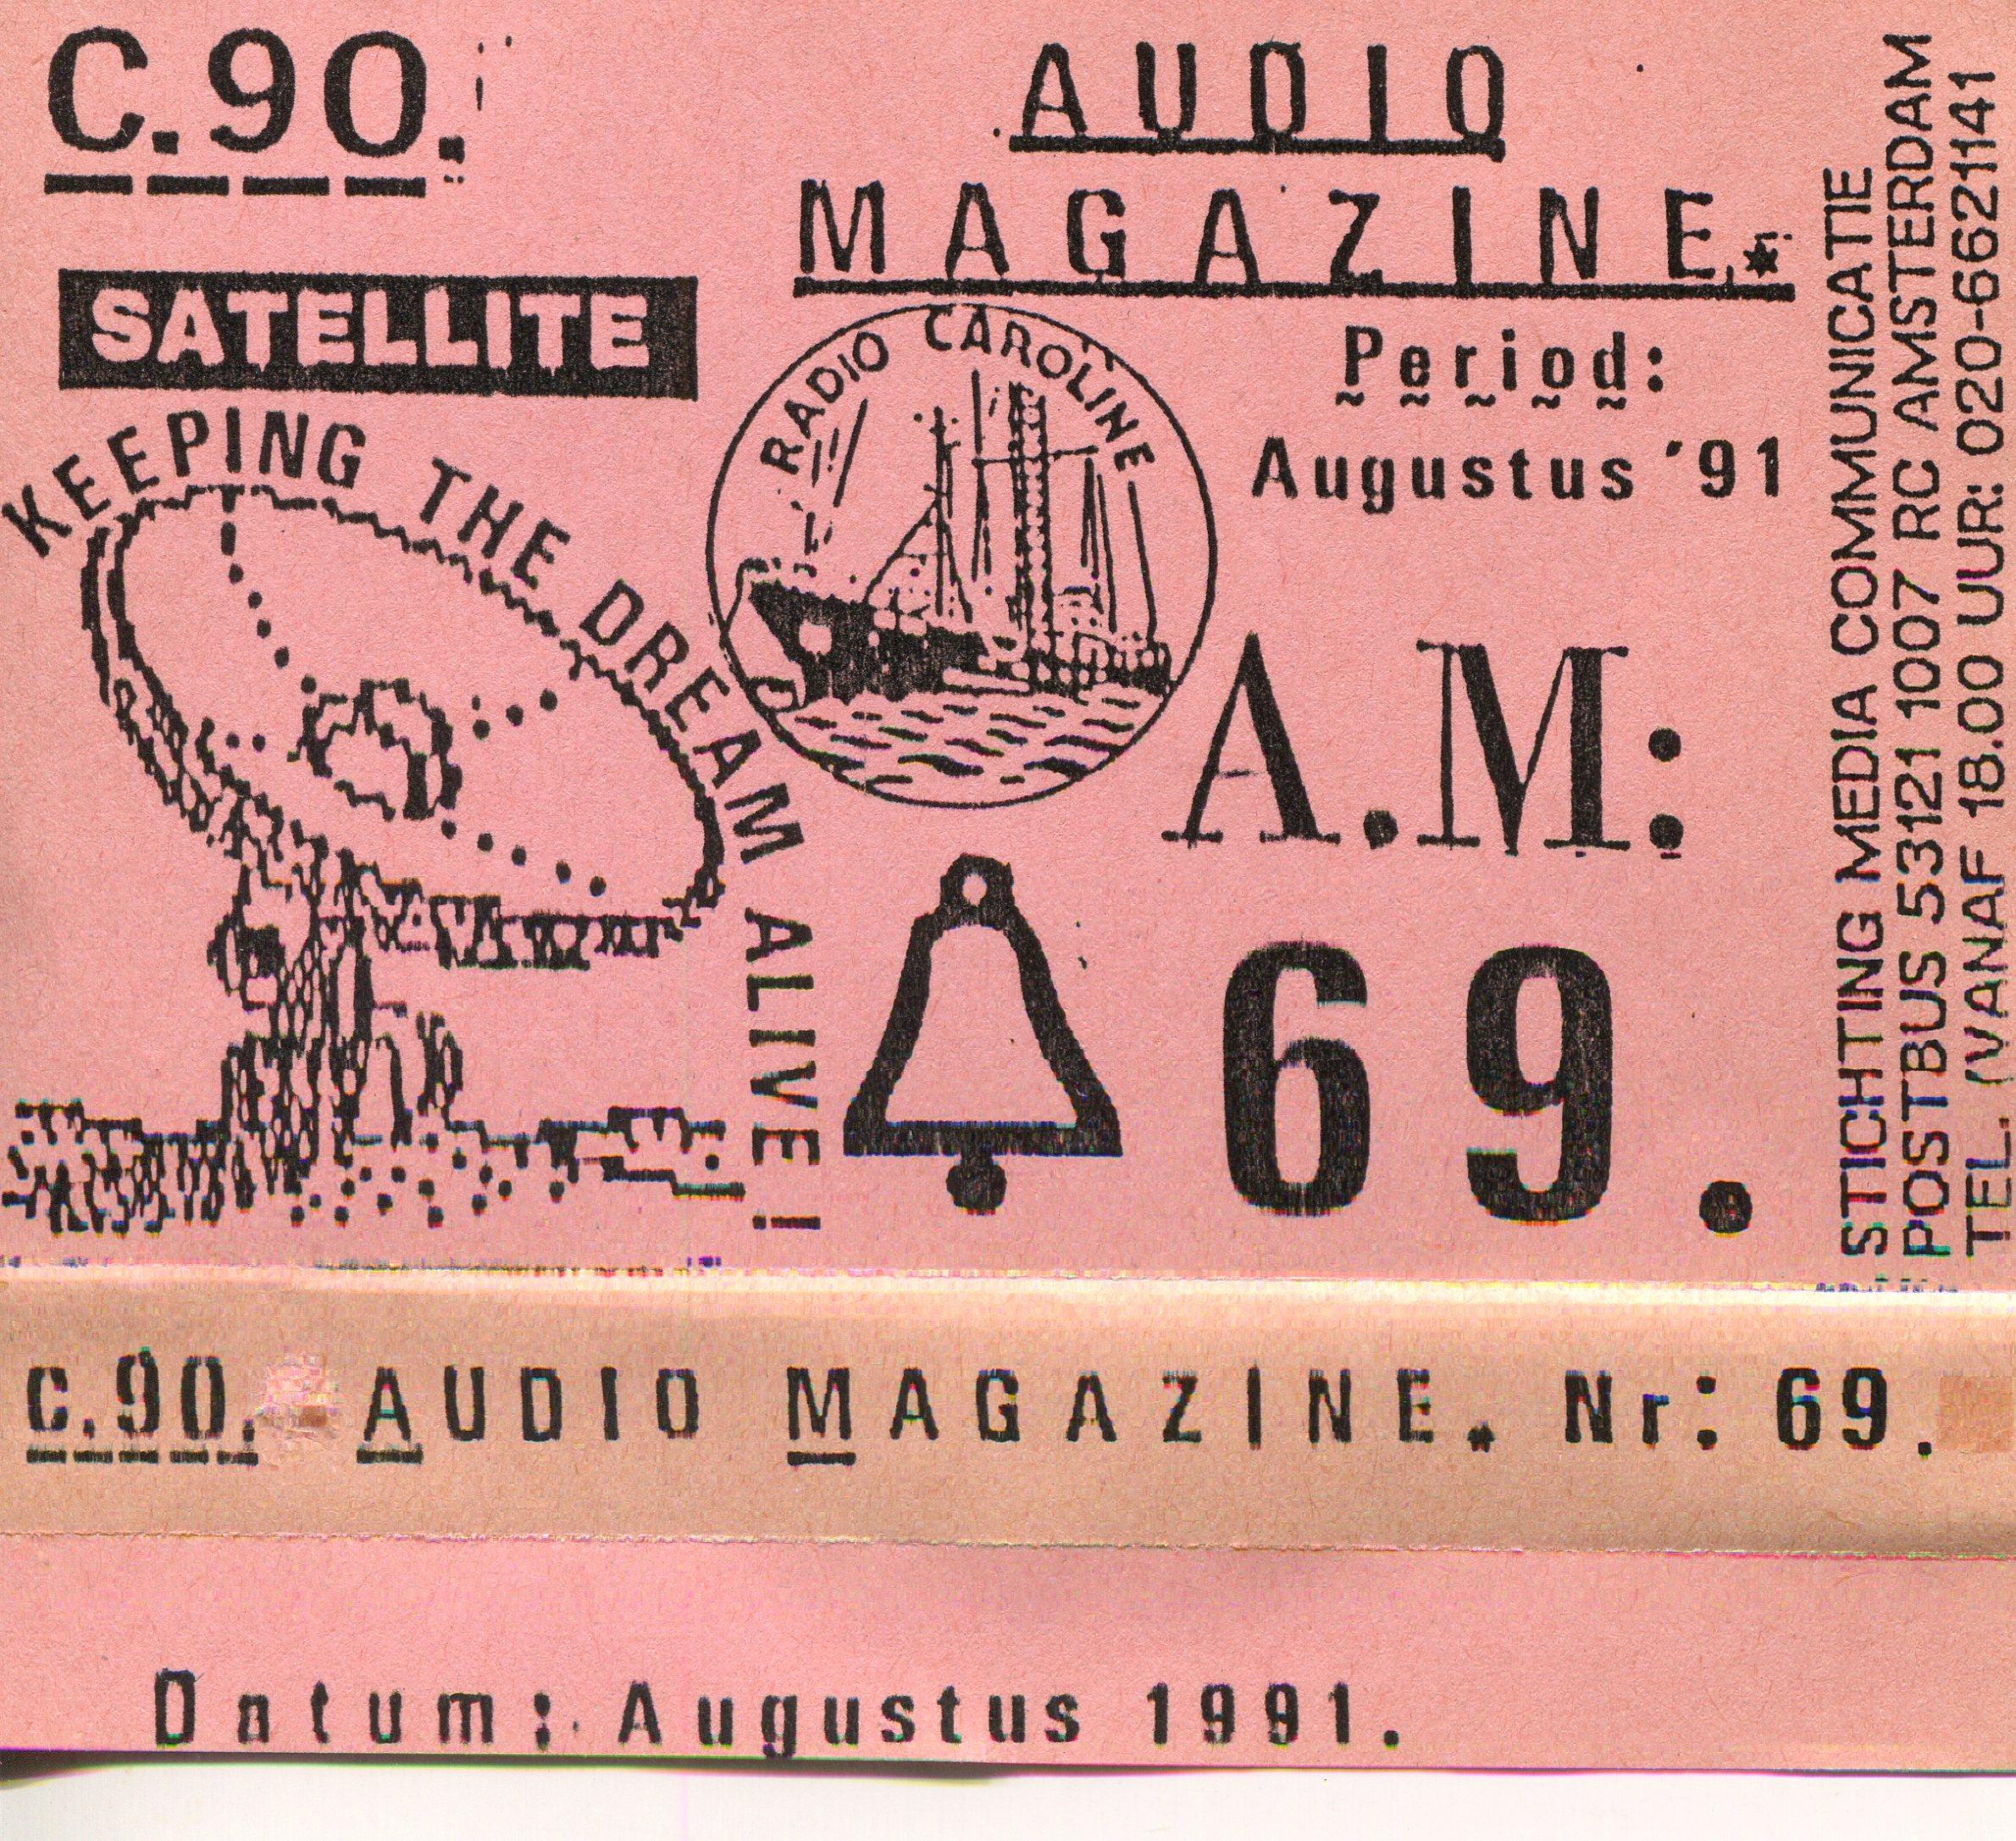 C.90.
AUDIO
MAGAZINE.*
SATELLITE
KEEPING THE DREAM ALIVE!
RADIO CAROLINE
Period:
Augustus '91
A.M:
69.
STICHTING MEDIA COMMUNICATIE
POSTBUS 53121 1007 RC AMSTERDAM
TEL. (VANAF 18.00 UUR: 020-6621141
C.90. AUDIO MAGAZINE. Nr: 69.
Datum: Augustus 1991.